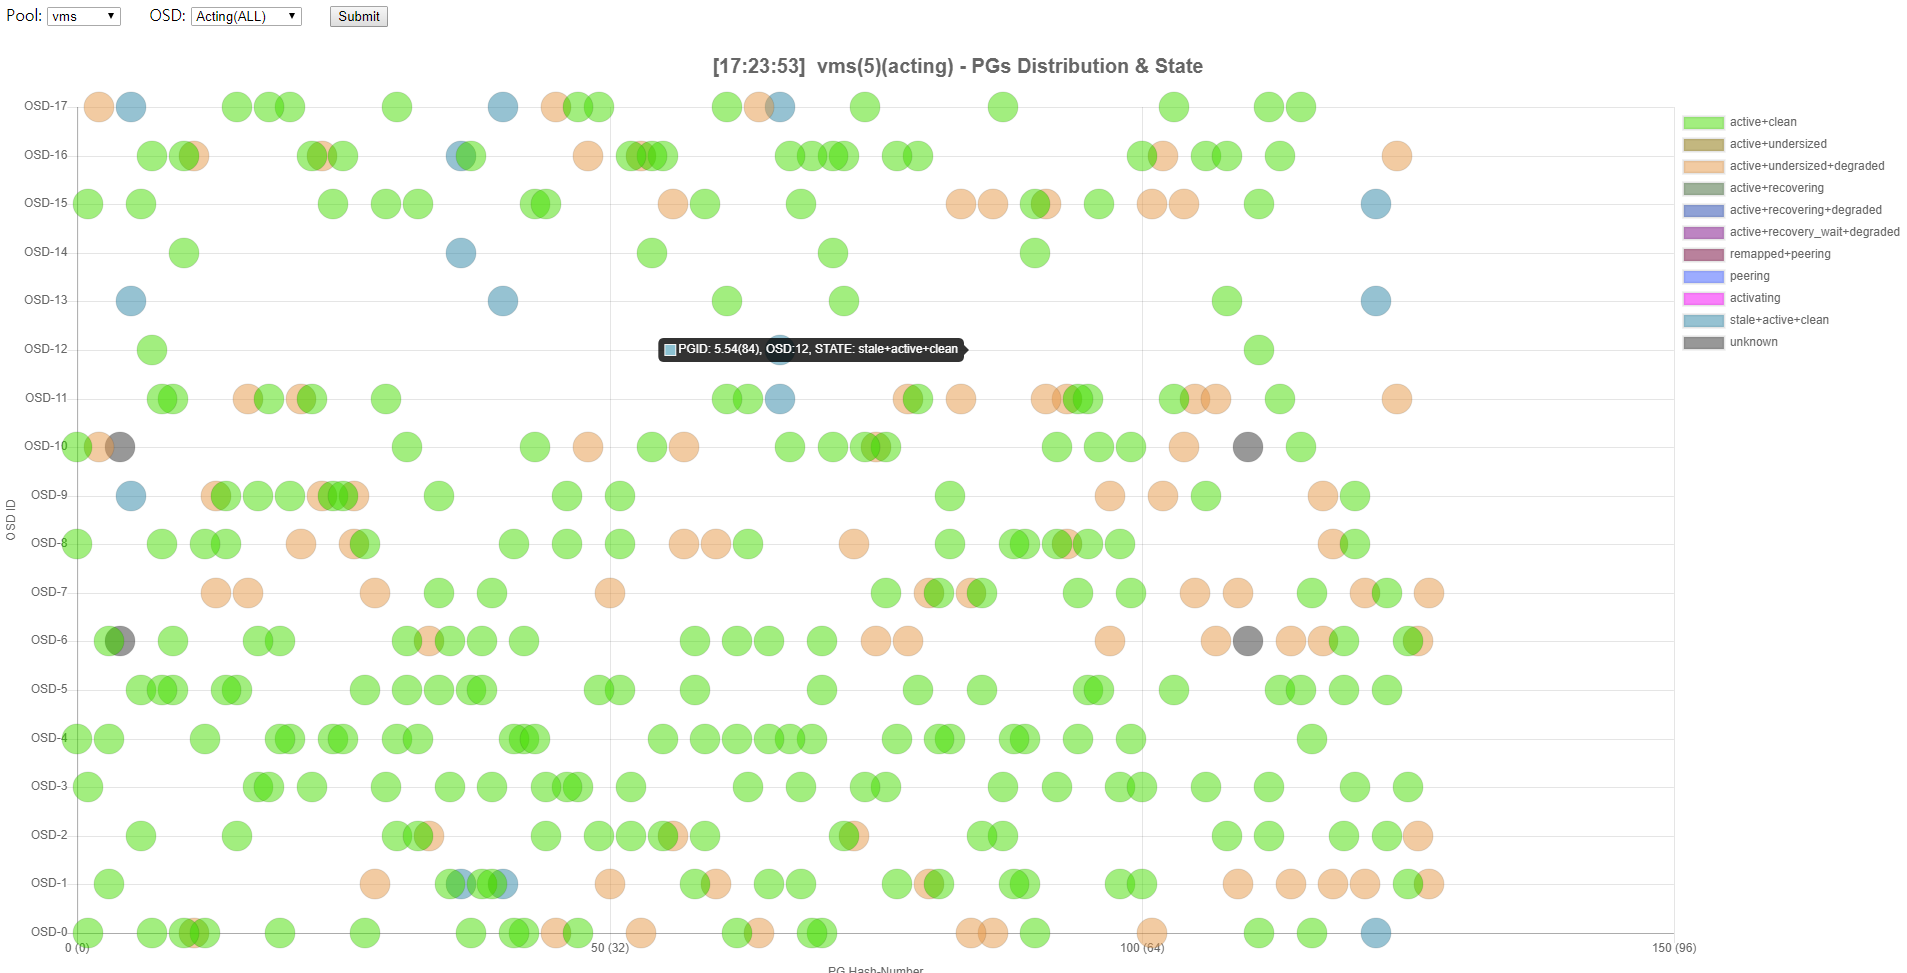 Pool: vms OSD: Acting(ALL) Submit
[17:23:53] vms(5)(acting) - PGs Distribution & State
OSD-17
OSD-16
OSD-15
OSD-14
OSD-13
OSD-12
OSD-11
OSD-10
OSD-9
OSD-8
OSD-7
OSD-6
OSD-5
OSD-4
OSD-3
OSD-2
OSD-1
OSD-0
OSD ID
PGID: 5.54(84), OSD:12, STATE: stale+active+clean
0 (0) 50 (32) 100 (64) 150 (96)
PG Hash-Number
active+clean
active+undersized
active+undersized+degraded
active+recovering
active+recovering+degraded
active+recovery_wait+degraded
remapped+peering
peering
activating
stale+active+clean
unknown